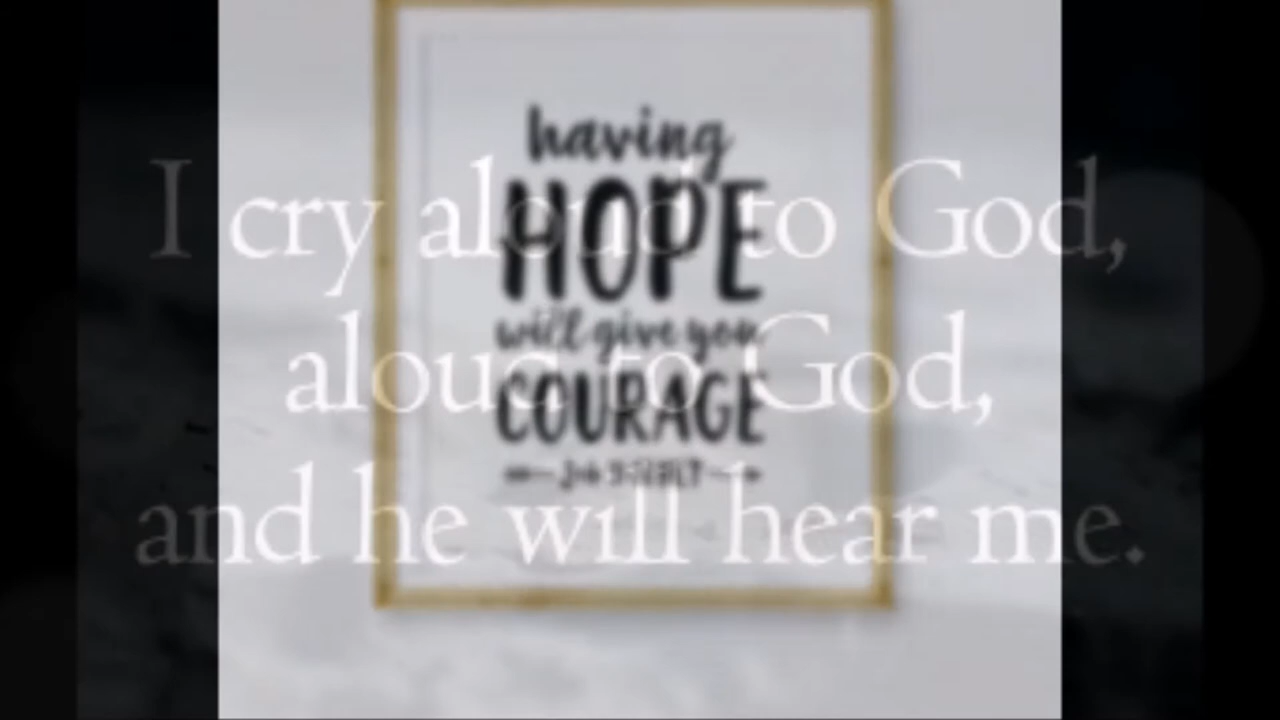 having
HOPE
will give you
COURAGE
I cry aloud to God,
aloud to God,
and he will hear me.